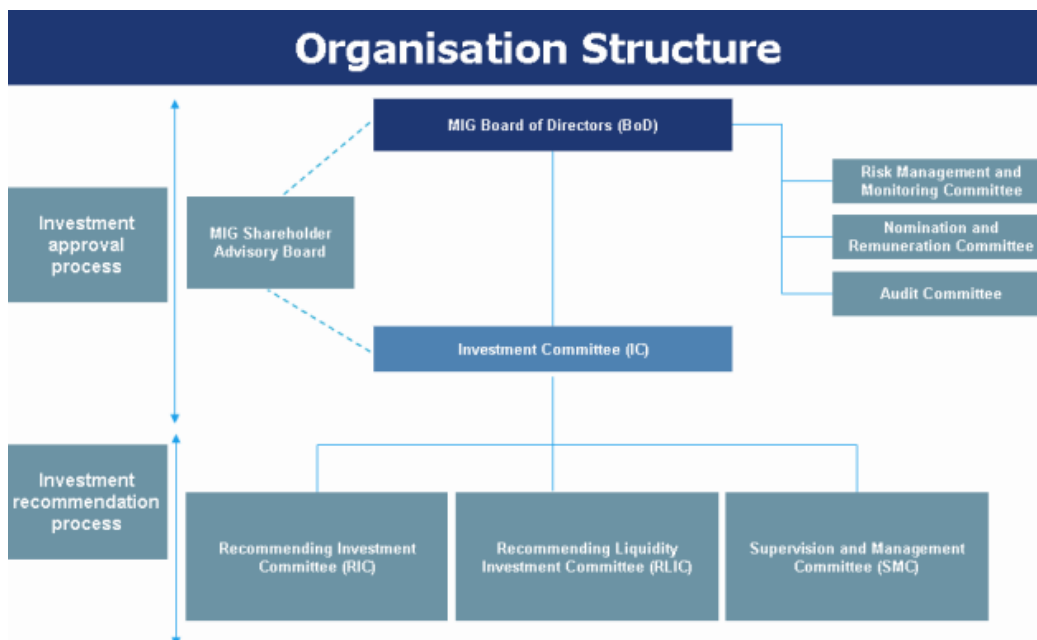 Organisation Structure
MIG Board of Directors (BoD)
Risk Management and
Monitoring Committee
Investment
approval
process
MIG Shareholder
Advisory Board
Nomination and
Remuneration Committee
Audit Committee
Investment Committee (IC)
Investment
recommendation
process
Recommending Investment
Committee (RIC)
Recommending Liquidity
Investment Committee (RLIC)
Supervision and Management
Committee (SMC)